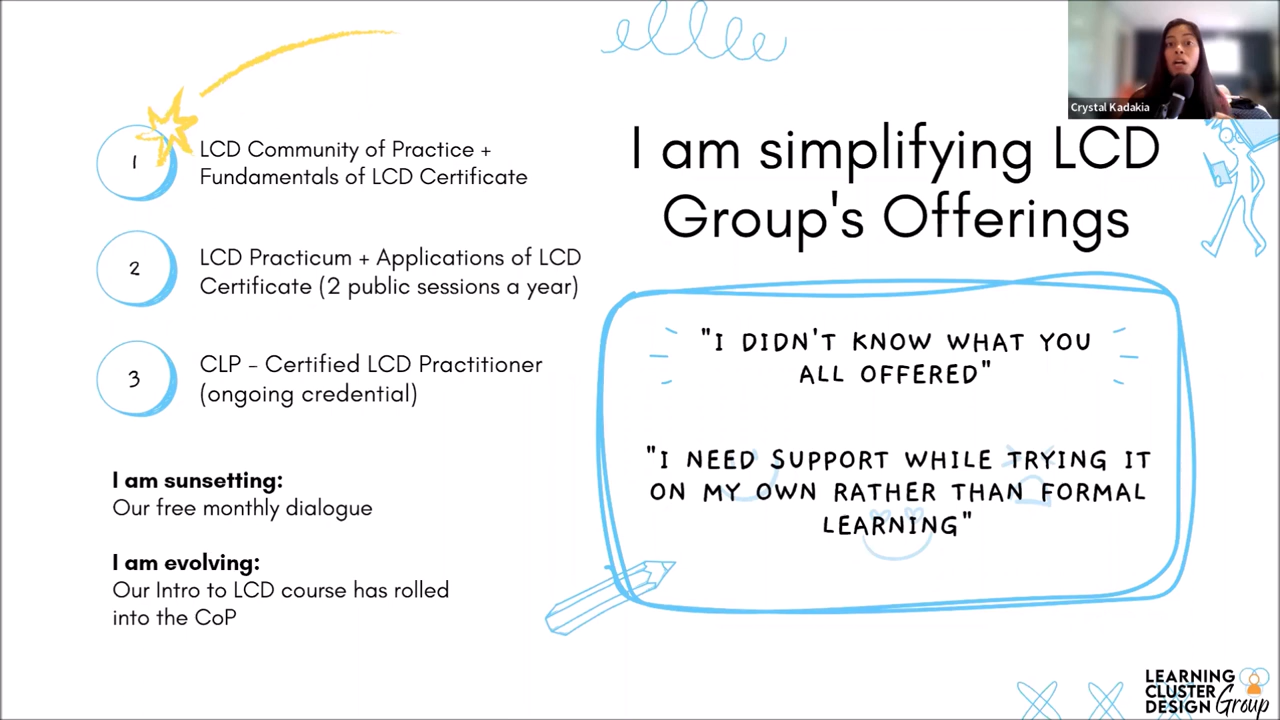 Crystal Kadakia
I am simplifying LCD
Group's Offerings
1
LCD Community of Practice +
Fundamentals of LCD Certificate
2
LCD Practicum + Applications of LCD
Certificate (2 public sessions a year)
3
CLP - Certified LCD Practitioner
(ongoing credential)
I am sunsetting:
Our free monthly dialogue
I am evolving:
Our Intro to LCD course has rolled
into the CoP
"I DIDN'T KNOW WHAT YOU
ALL OFFERED"
"I NEED SUPPORT WHILE TRYING IT
ON MY OWN RATHER THAN FORMAL
LEARNING"
LEARNING
CLUSTER
DESIGN Group